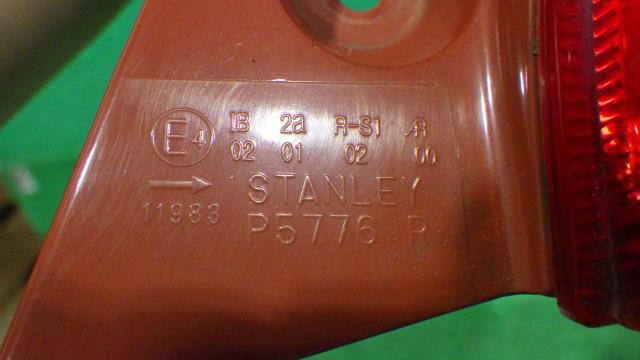 E4 IB 2a R-S1 AR
02 01 02 00
→ STANLEY
11983 P5776 R